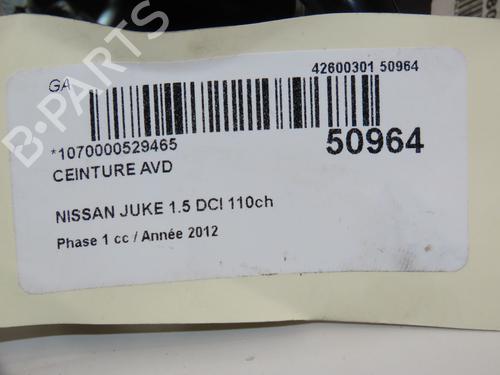 GA
42600301 50964
*1070000529465
50964
CEINTURE AVD
NISSAN JUKE 1.5 DCI 110ch
Phase 1 cc / Année 2012
B-PARTS